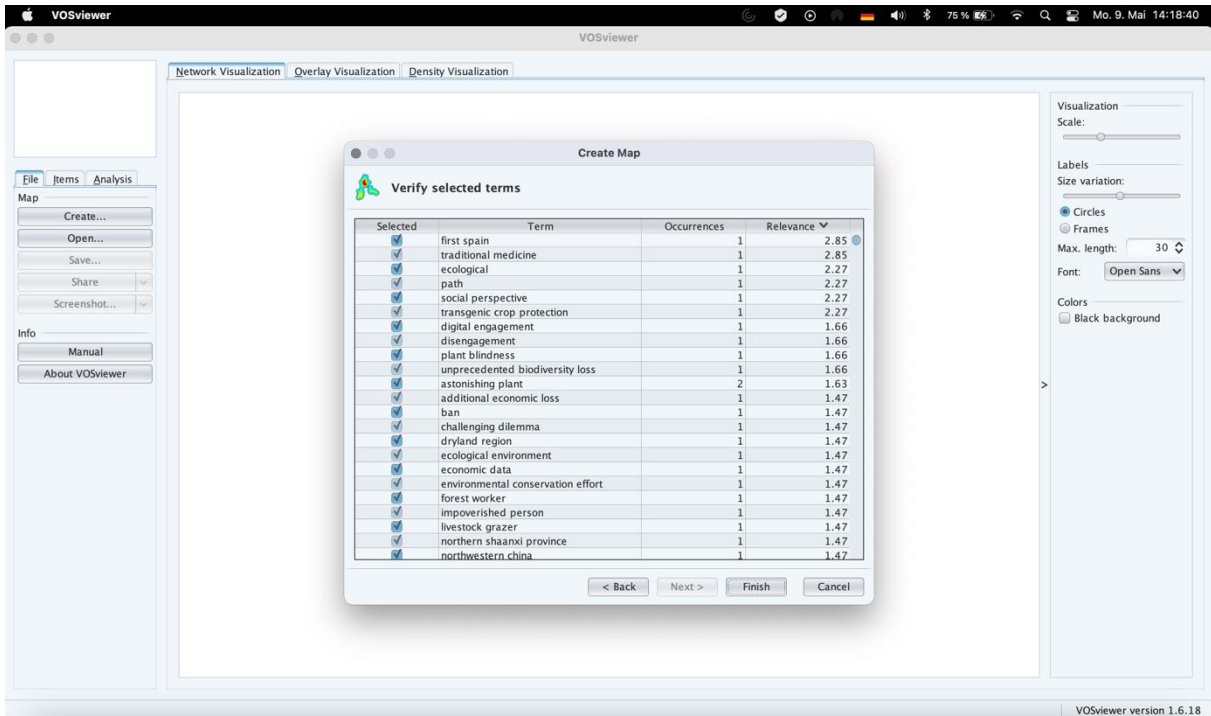 VOSviewer
75 %
Mo. 9. Mai 14:18:40
VOSviewer
Network Visualization Overlay Visualization Density Visualization
File Items Analysis
Map
Create...
Open...
Save...
Share
Screenshot...
Info
Manual
About VOSviewer
Create Map
Verify selected terms
Selected Term Occurrences Relevance
first spain 1 2.85
traditional medicine 1 2.85
ecological 1 2.27
path 1 2.27
social perspective 1 2.27
transgenic crop protection 1 2.27
digital engagement 1 1.66
disengagement 1 1.66
plant blindness 1 1.66
unprecedented biodiversity loss 1 1.66
astonishing plant 2 1.63
additional economic loss 1 1.47
ban 1 1.47
challenging dilemma 1 1.47
dryland region 1 1.47
ecological environment 1 1.47
economic data 1 1.47
environmental conservation effort 1 1.47
forest worker 1 1.47
impoverished person 1 1.47
livestock grazer 1 1.47
northern shaanxi province 1 1.47
northwestern china 1 1.47
< Back Next > Finish Cancel
Visualization
Scale:
Labels
Size variation:
Circles
Frames
Max. length: 30
Font: Open Sans
Colors
Black background
>
VOSviewer version 1.6.18